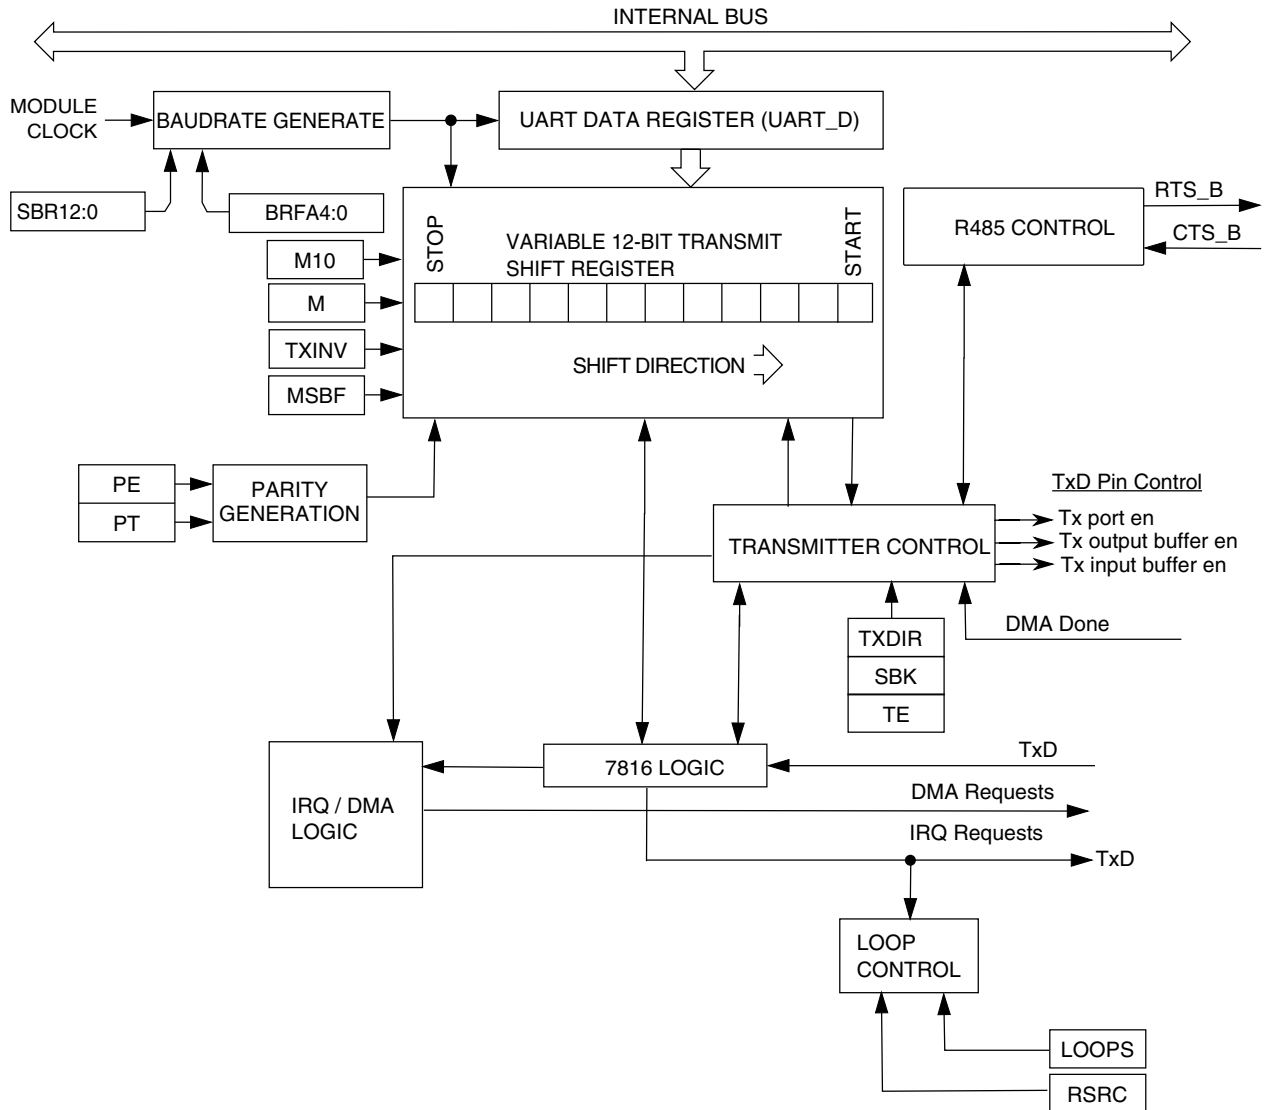 INTERNAL BUS
MODULE
CLOCK
BAUDRATE GENERATE
UART DATA REGISTER (UART_D)
SBR12:0
BRFA4:0
RTS_B
R485 CONTROL
CTS_B
STOP
VARIABLE 12-BIT TRANSMIT
SHIFT REGISTER
START
M10
M
TXINV
MSBF
SHIFT DIRECTION
PE
PT
PARITY
GENERATION
TxD Pin Control
Tx port en
Tx output buffer en
Tx input buffer en
TRANSMITTER CONTROL
DMA Done
TXDIR
SBK
TE
7816 LOGIC
TxD
IRQ / DMA
LOGIC
DMA Requests
IRQ Requests
TxD
LOOP
CONTROL
LOOPS
RSRC